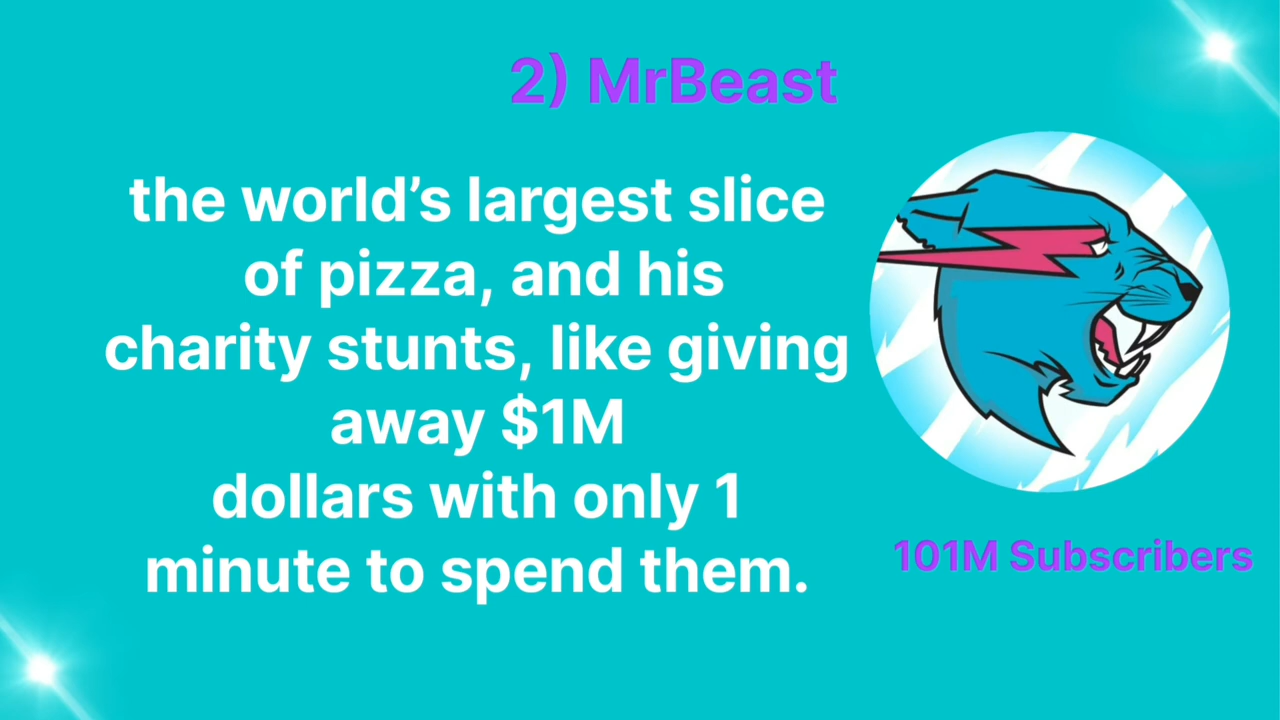 2) MrBeast
the world’s largest slice
of pizza, and his
charity stunts, like giving
away $1M
dollars with only 1
minute to spend them.
101M Subscribers